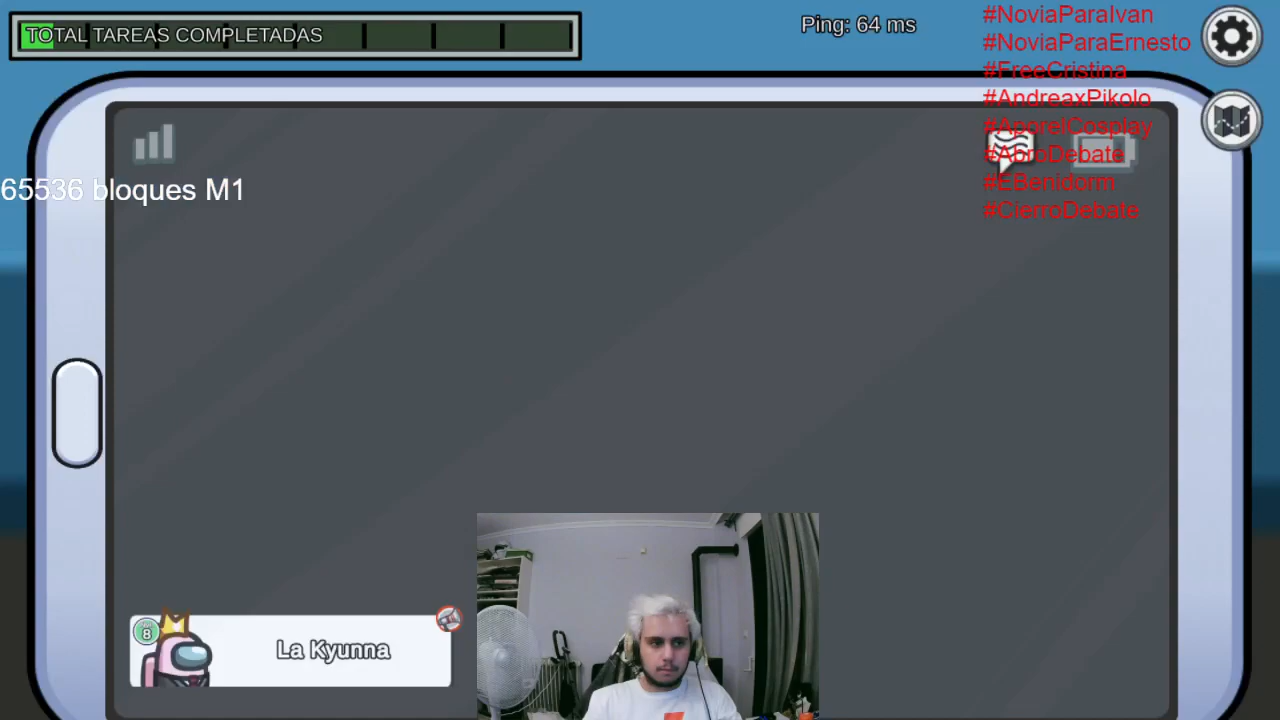 TOTAL TAREAS COMPLETADAS
Ping: 64 ms
#NoviaParaIvan
#NoviaParaErnesto
#FreeCristina
#AndreaxPikolo
#AporelCosplay
#AbroDebate
#EBenidorm
#CierroDebate
65536 bloques M1
8
La Kyunna